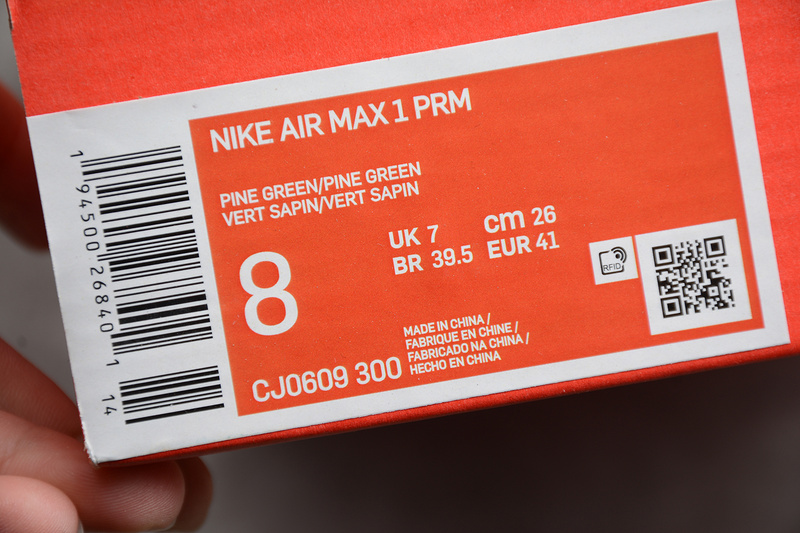 NIKE AIR MAX 1 PRM
PINE GREEN/PINE GREEN
VERT SAPIN/VERT SAPIN
8
UK 7 cm 26
BR 39.5 EUR 41
RFID
CJ0609 300
MADE IN CHINA /
FABRIQUE EN CHINE /
FABRICADO NA CHINA /
HECHO EN CHINA
1 94500 26840 1 14